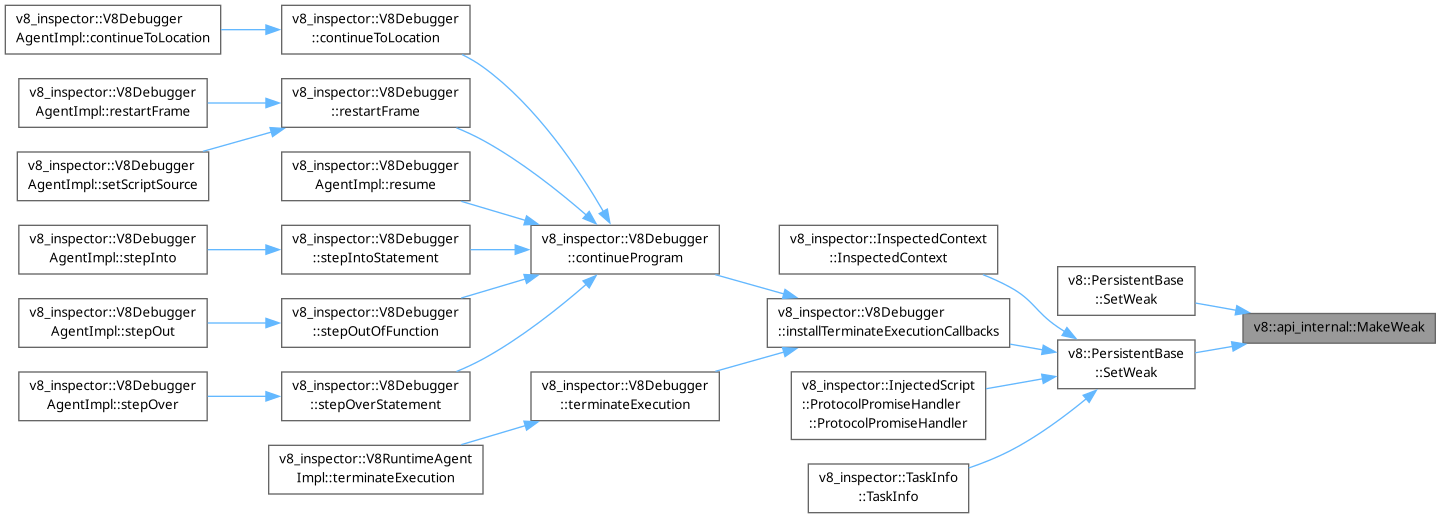 v8_inspector::V8Debugger
AgentImpl::continueToLocation
v8_inspector::V8Debugger
::continueToLocation
v8_inspector::V8Debugger
AgentImpl::restartFrame
v8_inspector::V8Debugger
::restartFrame
v8_inspector::V8Debugger
AgentImpl::setScriptSource
v8_inspector::V8Debugger
AgentImpl::resume
v8_inspector::V8Debugger
AgentImpl::stepInto
v8_inspector::V8Debugger
::stepIntoStatement
v8_inspector::V8Debugger
::continueProgram
v8_inspector::InspectedContext
::InspectedContext
v8::PersistentBase
::SetWeak
v8_inspector::V8Debugger
AgentImpl::stepOut
v8_inspector::V8Debugger
::stepOutOfFunction
v8_inspector::V8Debugger
::installTerminateExecutionCallbacks
v8::api_internal::MakeWeak
v8::PersistentBase
::SetWeak
v8_inspector::V8Debugger
AgentImpl::stepOver
v8_inspector::V8Debugger
::stepOverStatement
v8_inspector::V8Debugger
::terminateExecution
v8_inspector::InjectedScript
::ProtocolPromiseHandler
::ProtocolPromiseHandler
v8_inspector::V8RuntimeAgent
Impl::terminateExecution
v8_inspector::TaskInfo
::TaskInfo